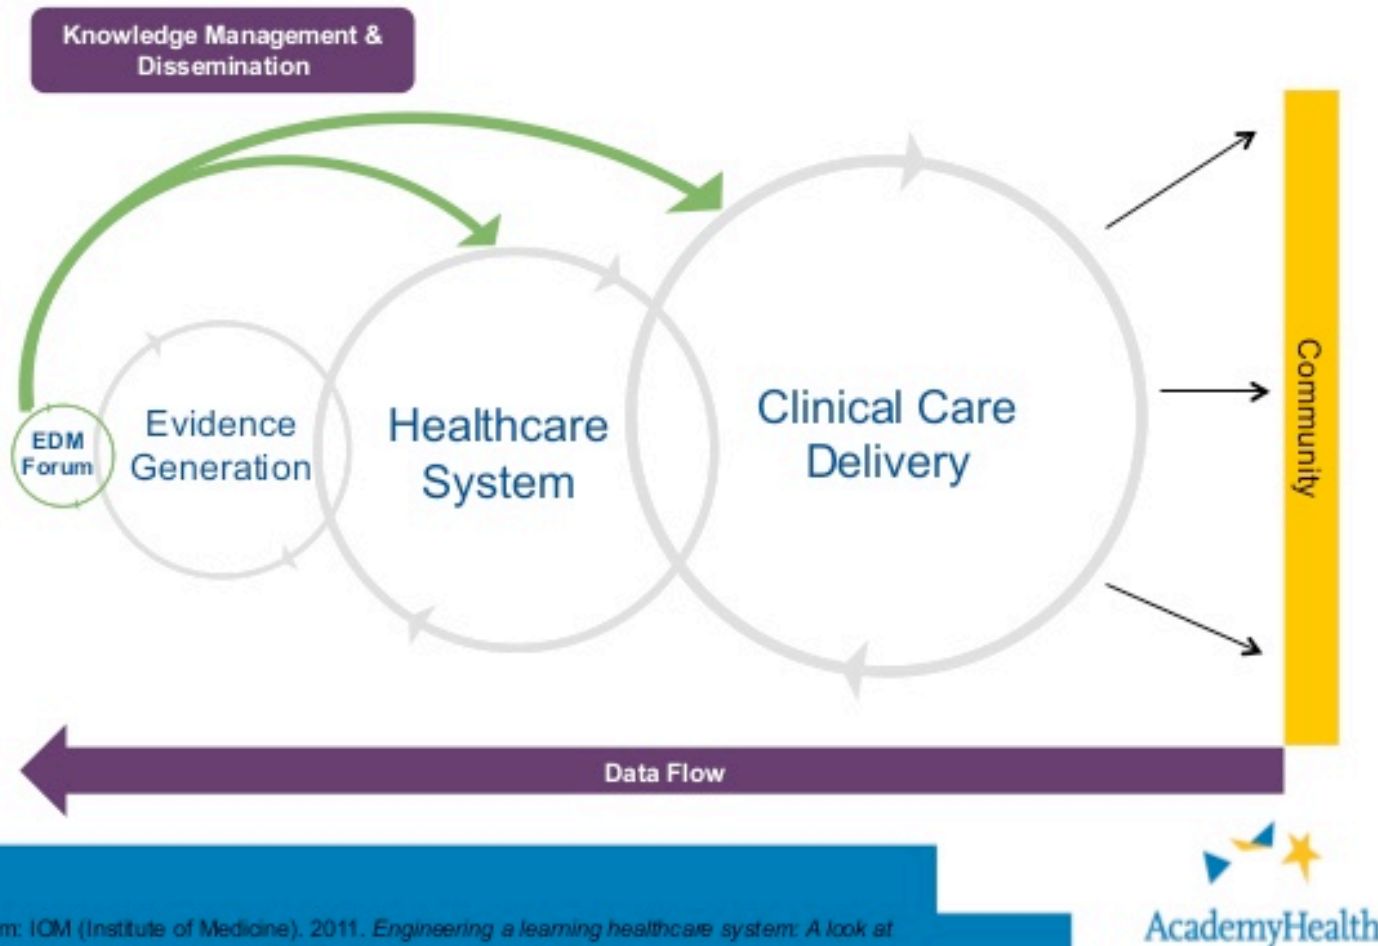 Knowledge Management &
Dissemination
EDM
Forum
Evidence
Generation
Healthcare
System
Clinical Care
Delivery
Community
Data Flow
m: IOM (Institute of Medicine). 2011. Engineering a learning healthcare system: A look at
AcademyHealth